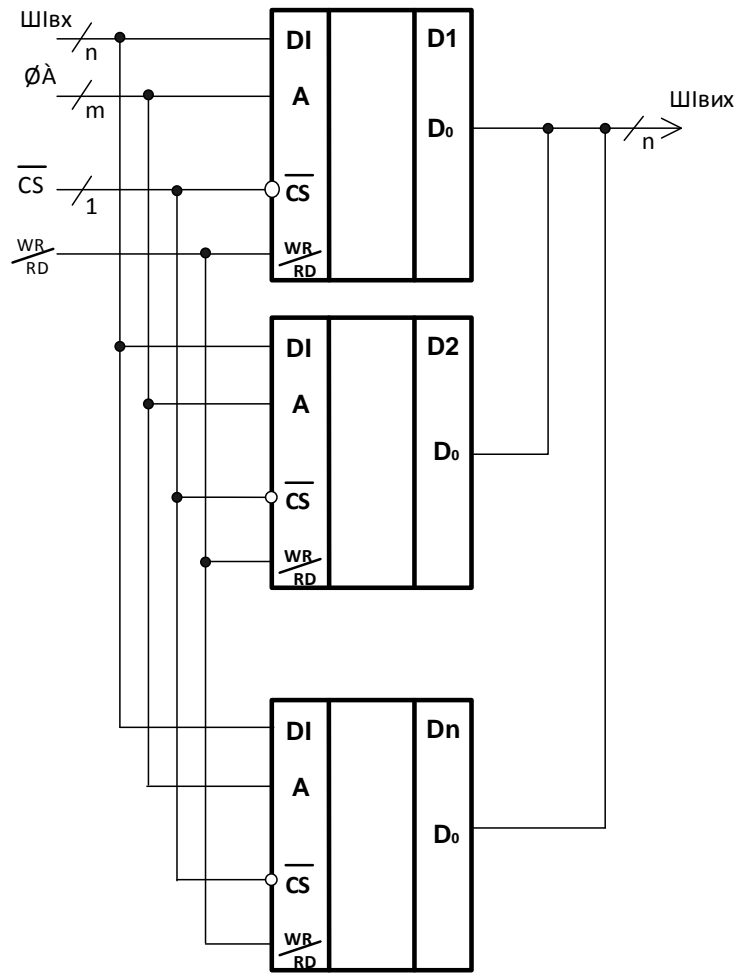 ШІвх
n
ØÀ
m
CS
1
WR
RD
DI
D1
A
D₀
CS
WR
RD
ШІвих
n
DI
D2
A
D₀
CS
WR
RD
DI
Dn
A
D₀
CS
WR
RD